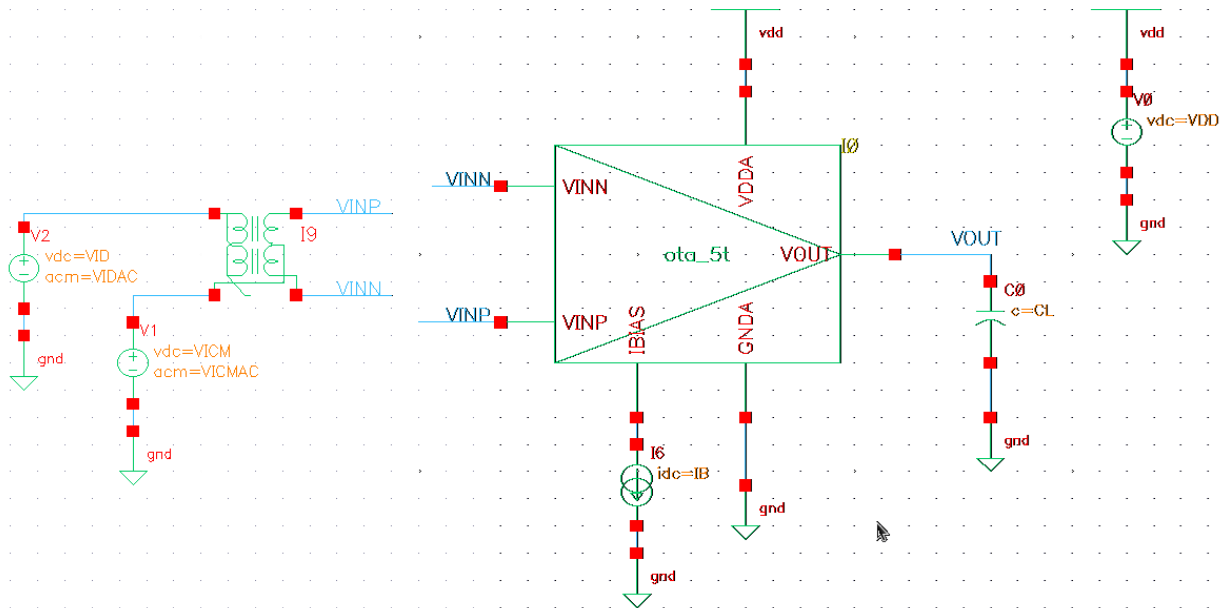 vdd
vdd
V0
vdc=VDD
gnd
I0
VINN
VINN
VDDA
ota_5t
VOUT
VOUT
VINP
VINP
IBIAS
GNDA
C0
c=CL
gnd
I6
idc=IB
gnd
gnd
VINP
I9
V2
vdc=VID
acm=VIDAC
gnd
VINN
V1
vdc=VICM
acm=VICMAC
gnd